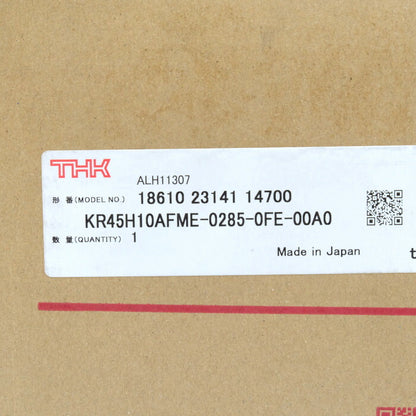 THK
ALH11307
形 番(MODEL NO.) 18610 23141 14700
KR45H10AFME-0285-0FE-00A0
数 量(QUANTITY) 1
Made in Japan